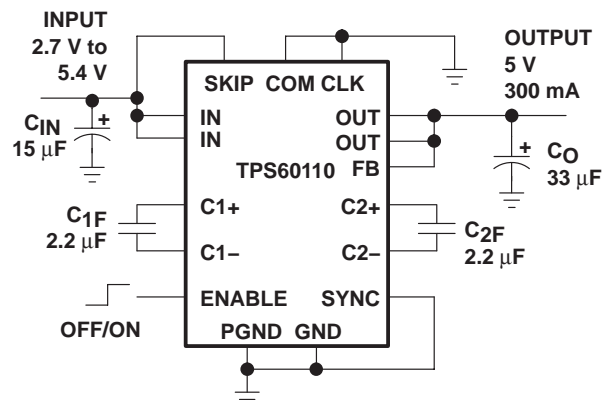 INPUT
2.7 V to
5.4 V
OUTPUT
5 V
300 mA
SKIP COM CLK
IN OUT
IN OUT
TPS60110 FB
CIN
+
15 μF
CO
+
33 μF
C1F
2.2 μF
C1+ C2+
C1− C2−
C2F
2.2 μF
ENABLE SYNC
OFF/ON
PGND GND